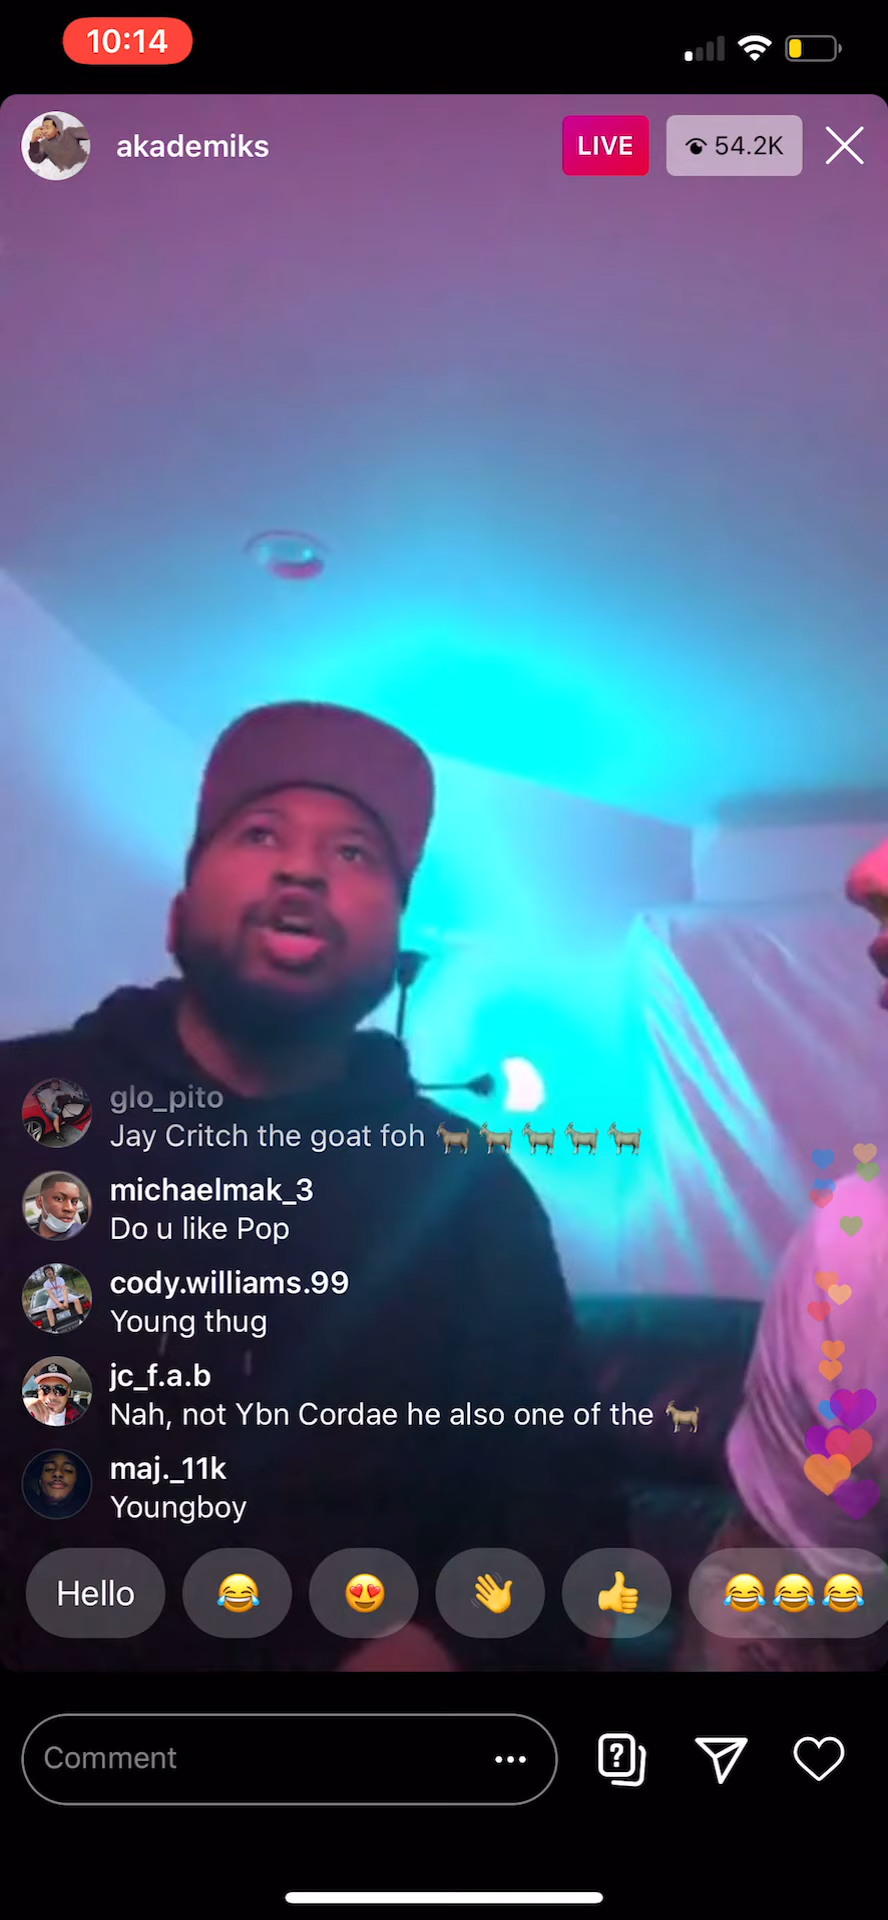 10:14
akademiks
LIVE
54.2K
glo_pito
Jay Critch the goat foh 🐐🐐🐐🐐🐐
michaelmak_3
Do u like Pop
cody.williams.99
Young thug
jc_f.a.b
Nah, not Ybn Cordae he also one of the 🐐
maj._11k
Youngboy
Hello 😂 😍 👋 👍 😂😂😂
Comment